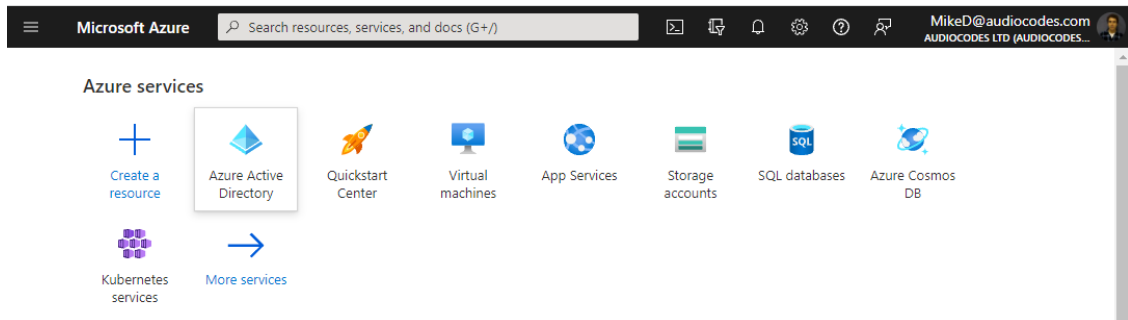 Microsoft Azure
Search resources, services, and docs (G+/)
MikeD@audiocodes.com
AUDIOCODES LTD (AUDIOCODES...
Azure services
Create a
resource
Azure Active
Directory
Quickstart
Center
Virtual
machines
App Services
Storage
accounts
SQL
SQL databases
Azure Cosmos
DB
Kubernetes
services
More services